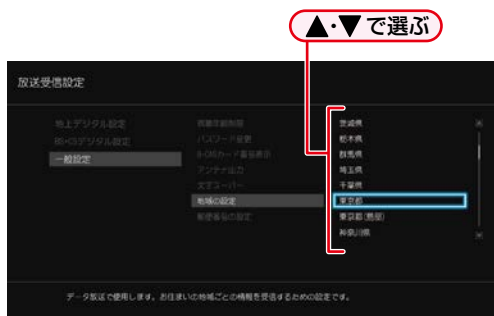 ▲・▼で選ぶ
放送受信設定
地上デジタル設定
BS・CSデジタル設定
一般設定
視聴年齢制限
パスワード変更
B-CASカード番号表示
アンテナ出力
文字スーパー
地域の設定
郵便番号の設定
茨城県
栃木県
群馬県
埼玉県
千葉県
東京都
東京都(島部)
神奈川県
データ放送で使用します。お住まいの地域ごとの情報を受信するための設定です。